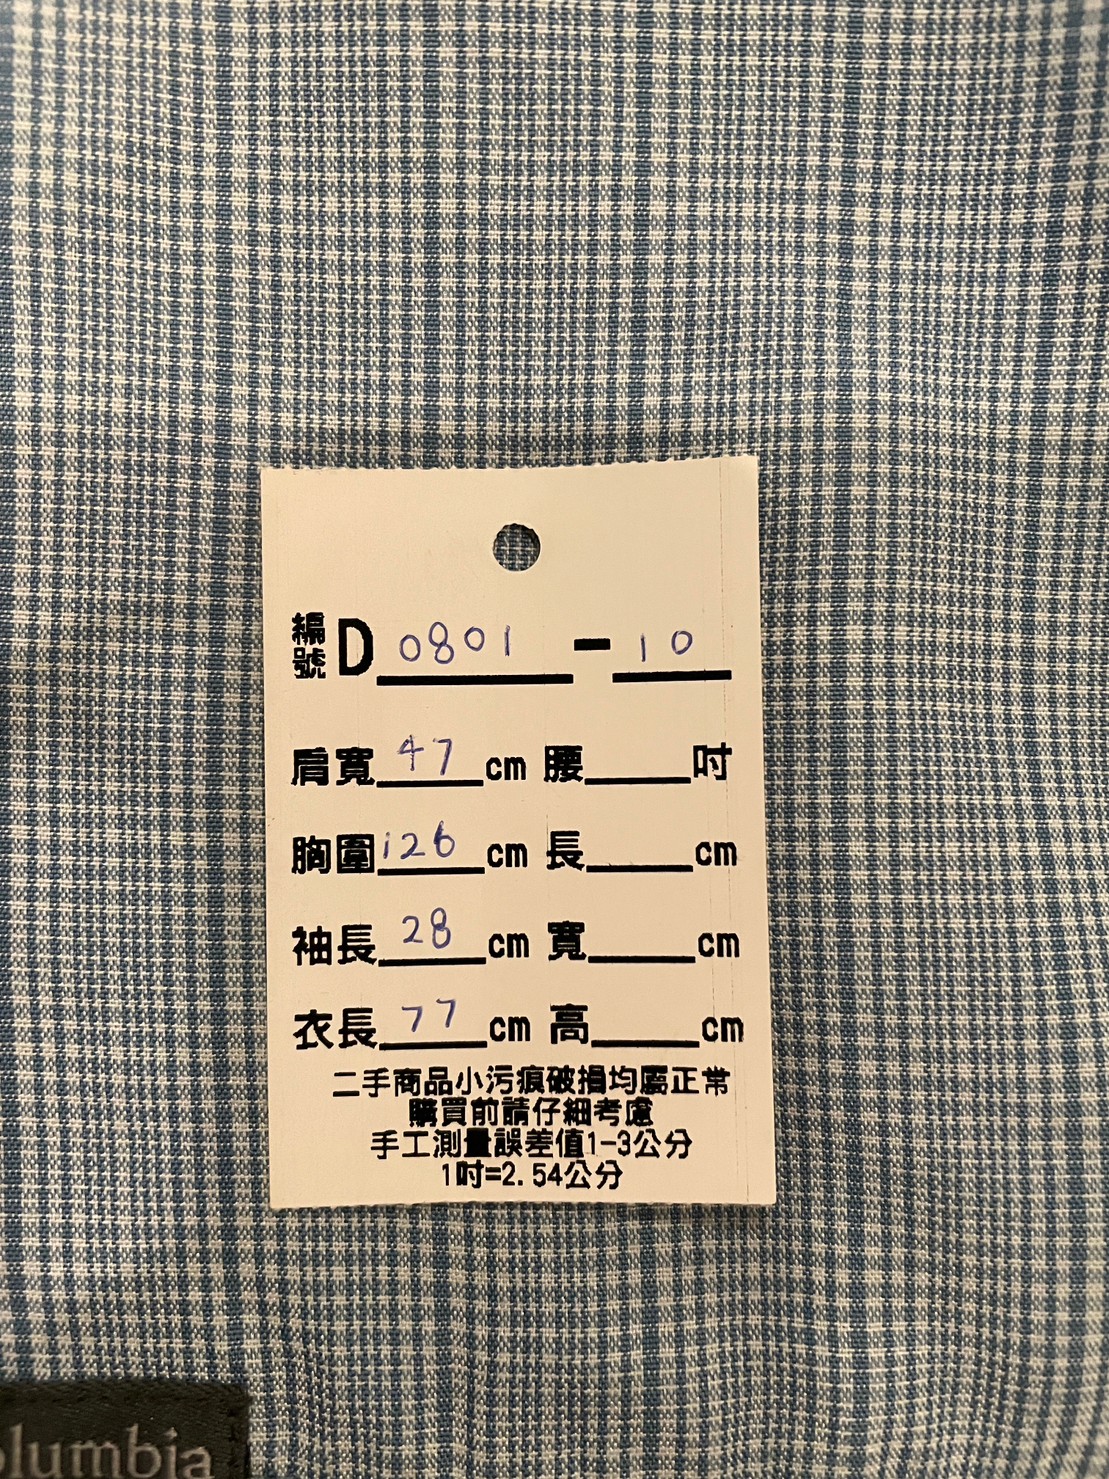 編號D 0801 - 10
肩寬 47 cm 腰 吋
胸圍 126 cm 長 cm
袖長 28 cm 寬 cm
衣長 77 cm 高 cm
二手商品小污痕破損均屬正常
購買前請仔細考慮
手工測量誤差值1-3公分
1吋=2.54公分
olumbia